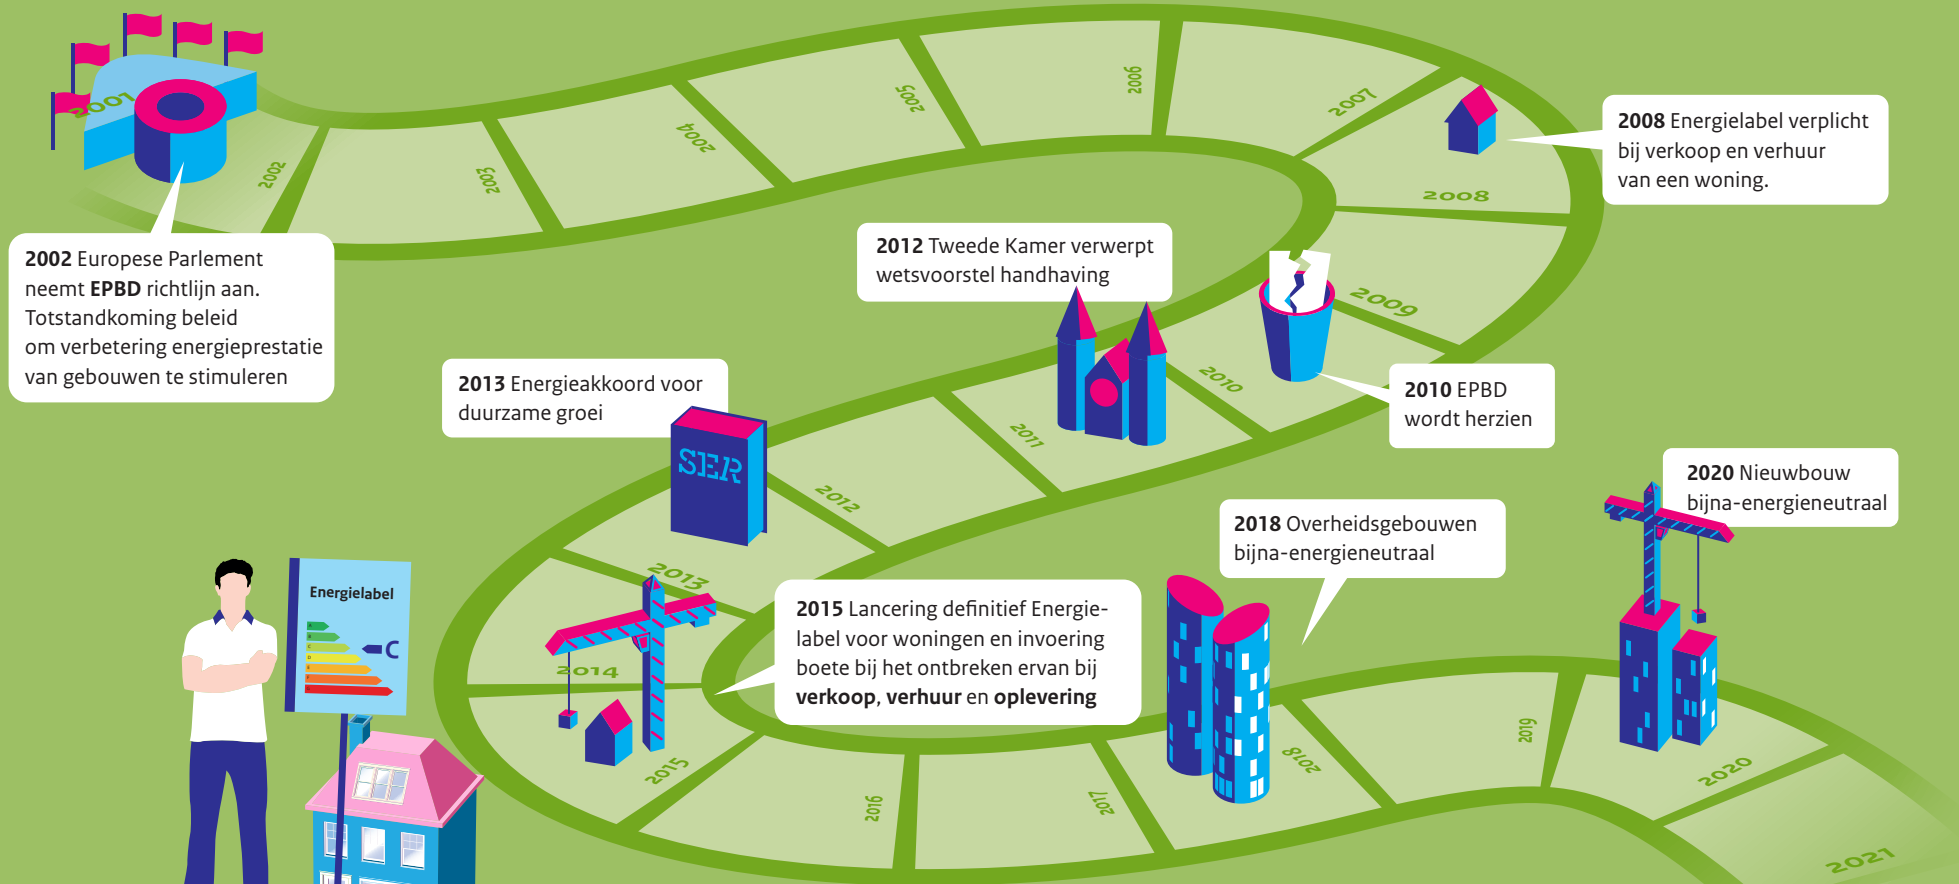 2001
2002
2003
2004
2005
2006
2007
2008
2009
2010
2011
2012
2013
2014
2015
2016
2017
2018
2019
2020
2021
2002 Europese Parlement
neemt EPBD richtlijn aan.
Totstandkoming beleid
om verbetering energieprestatie
van gebouwen te stimuleren
2008 Energielabel verplicht
bij verkoop en verhuur
van een woning.
2010 EPBD
wordt herzien
2012 Tweede Kamer verwerpt
wetsvoorstel handhaving
2013 Energieakkoord voor
duurzame groei
SER
2015 Lancering definitief Energie-
label voor woningen en invoering
boete bij het ontbreken ervan bij
verkoop, verhuur en oplevering
2018 Overheidsgebouwen
bijna-energieneutraal
2020 Nieuwbouw
bijna-energieneutraal
Energielabel
C